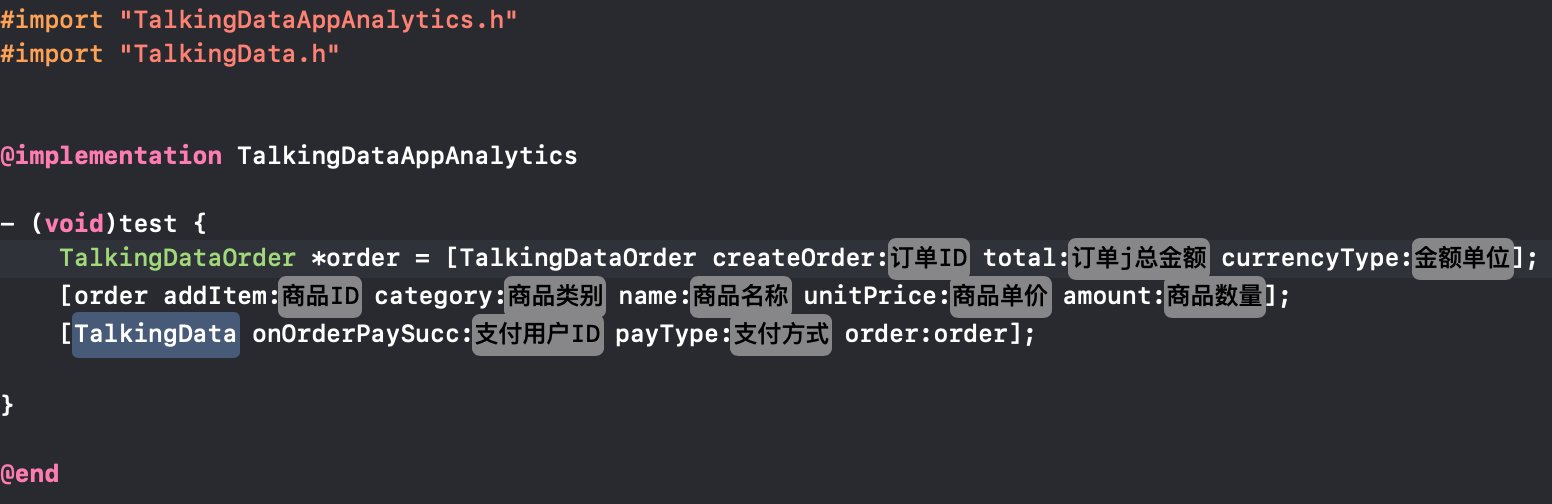 #import "TalkingDataAppAnalytics.h"
#import "TalkingData.h"
@implementation TalkingDataAppAnalytics
- (void)test {
TalkingDataOrder *order = [TalkingDataOrder createOrder:订单ID total:订单j总金额 currencyType:金额单位];
[order addItem:商品ID category:商品类别 name:商品名称 unitPrice:商品单价 amount:商品数量];
[TalkingData onOrderPaySucc:支付用户ID payType:支付方式 order:order];
}
@end